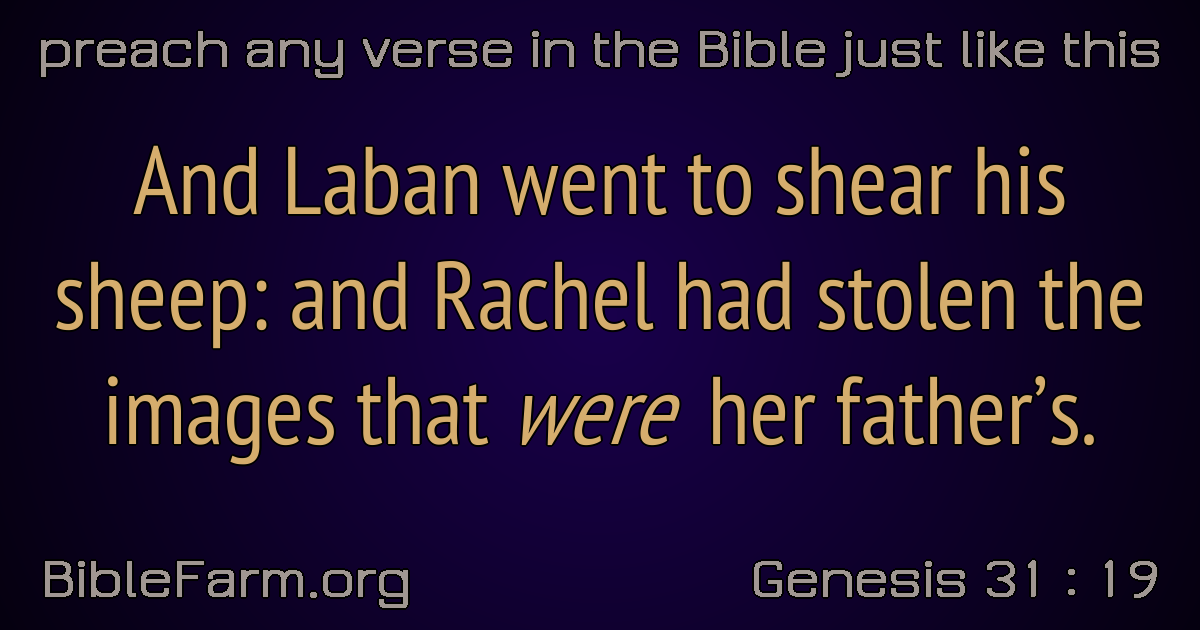 preach any verse in the Bible just like this
And Laban went to shear his
sheep: and Rachel had stolen the
images that were her father’s.
BibleFarm.org
Genesis 31 : 19